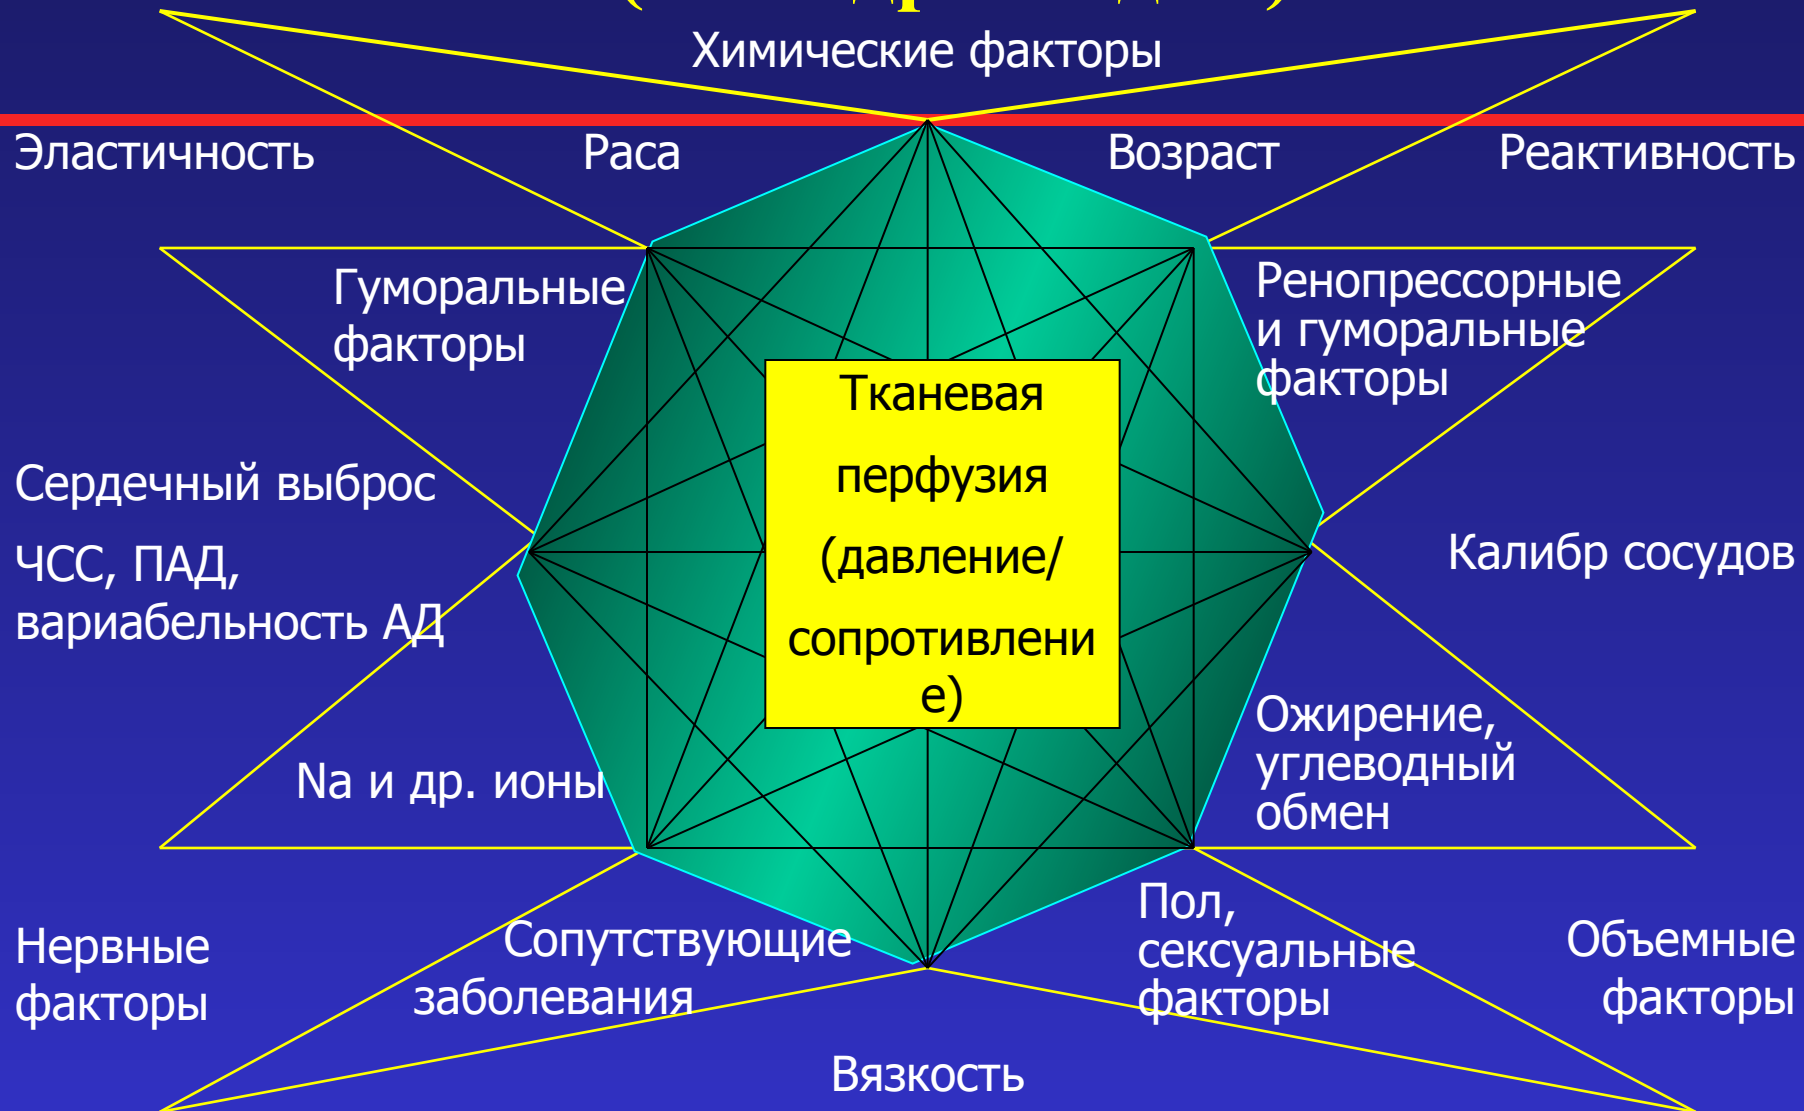 Химические факторы
Эластичность
Раса
Возраст
Реактивность
Гуморальные
факторы
Ренопрессорные
и гуморальные
факторы
Тканевая
перфузия
(давление/
сопротивлени
е)
Сердечный выброс
ЧСС, ПАД,
вариабельность АД
Калибр сосудов
Na и др. ионы
Ожирение,
углеводный
обмен
Нервные
факторы
Сопутствующие
заболевания
Пол,
сексуальные
факторы
Объемные
факторы
Вязкость